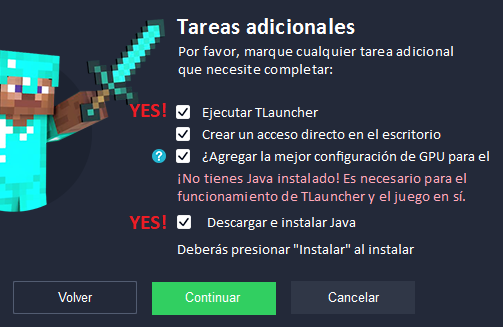 Tareas adicionales
Por favor, marque cualquier tarea adicional
que necesite completar:
YES! Ejecutar TLauncher
Crear un acceso directo en el escritorio
? ¿Agregar la mejor configuración de GPU para el
¡No tienes Java instalado! Es necesario para el
funcionamiento de TLauncher y el juego en sí.
YES! Descargar e instalar Java
Deberás presionar "Instalar" al instalar
Volver Continuar Cancelar